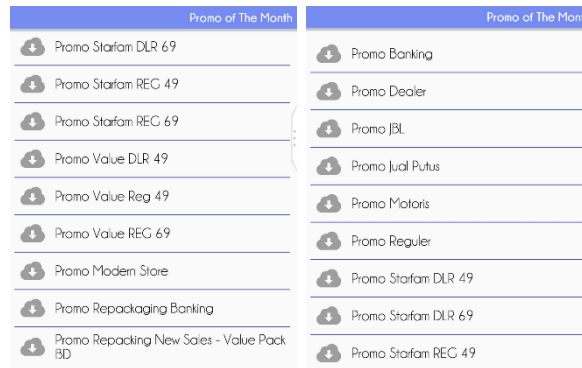 Promo of The Month
Promo Starfam DLR 69
Promo Starfam REG 49
Promo Starfam REG 69
Promo Value DLR 49
Promo Value Reg 49
Promo Value REG 69
Promo Modern Store
Promo Repackaging Banking
Promo Repacking New Sales - Value Pack
BD
Promo of The Mont
Promo Banking
Promo Dealer
Promo JBL
Promo Jual Putus
Promo Motoris
Promo Reguler
Promo Starfam DLR 49
Promo Starfam DLR 69
Promo Starfam REG 49